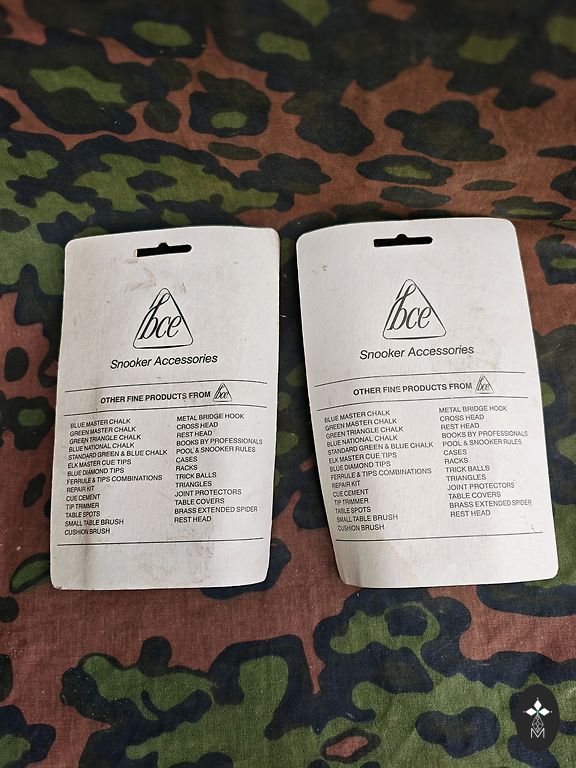 bce
Snooker Accessories
OTHER FINE PRODUCTS FROM bce
BLUE MASTER CHALK
GREEN MASTER CHALK
GREEN TRIANGLE CHALK
BLUE NATIONAL CHALK
STANDARD GREEN & BLUE CHALK
ELK MASTER CUE TIPS
BLUE DIAMOND TIPS
FERRULE & TIPS COMBINATIONS
REPAIR KIT
CUE CEMENT
TIP TRIMMER
TABLE SPOTS
SMALL TABLE BRUSH
CUSHION BRUSH
METAL BRIDGE HOOK
CROSS HEAD
REST HEAD
BOOKS BY PROFESSIONALS
POOL & SNOOKER RULES
CASES
RACKS
TRICK BALLS
TRIANGLES
JOINT PROTECTORS
TABLE COVERS
BRASS EXTENDED SPIDER
REST HEAD
bce
Snooker Accessories
OTHER FINE PRODUCTS FROM bce
BLUE MASTER CHALK
GREEN MASTER CHALK
GREEN TRIANGLE CHALK
BLUE NATIONAL CHALK
STANDARD GREEN & BLUE CHALK
ELK MASTER CUE TIPS
BLUE DIAMOND TIPS
FERRULE & TIPS COMBINATIONS
REPAIR KIT
CUE CEMENT
TIP TRIMMER
TABLE SPOTS
SMALL TABLE BRUSH
CUSHION BRUSH
METAL BRIDGE HOOK
CROSS HEAD
REST HEAD
BOOKS BY PROFESSIONALS
POOL & SNOOKER RULES
CASES
RACKS
TRICK BALLS
TRIANGLES
JOINT PROTECTORS
TABLE COVERS
BRASS EXTENDED SPIDER
REST HEAD
M